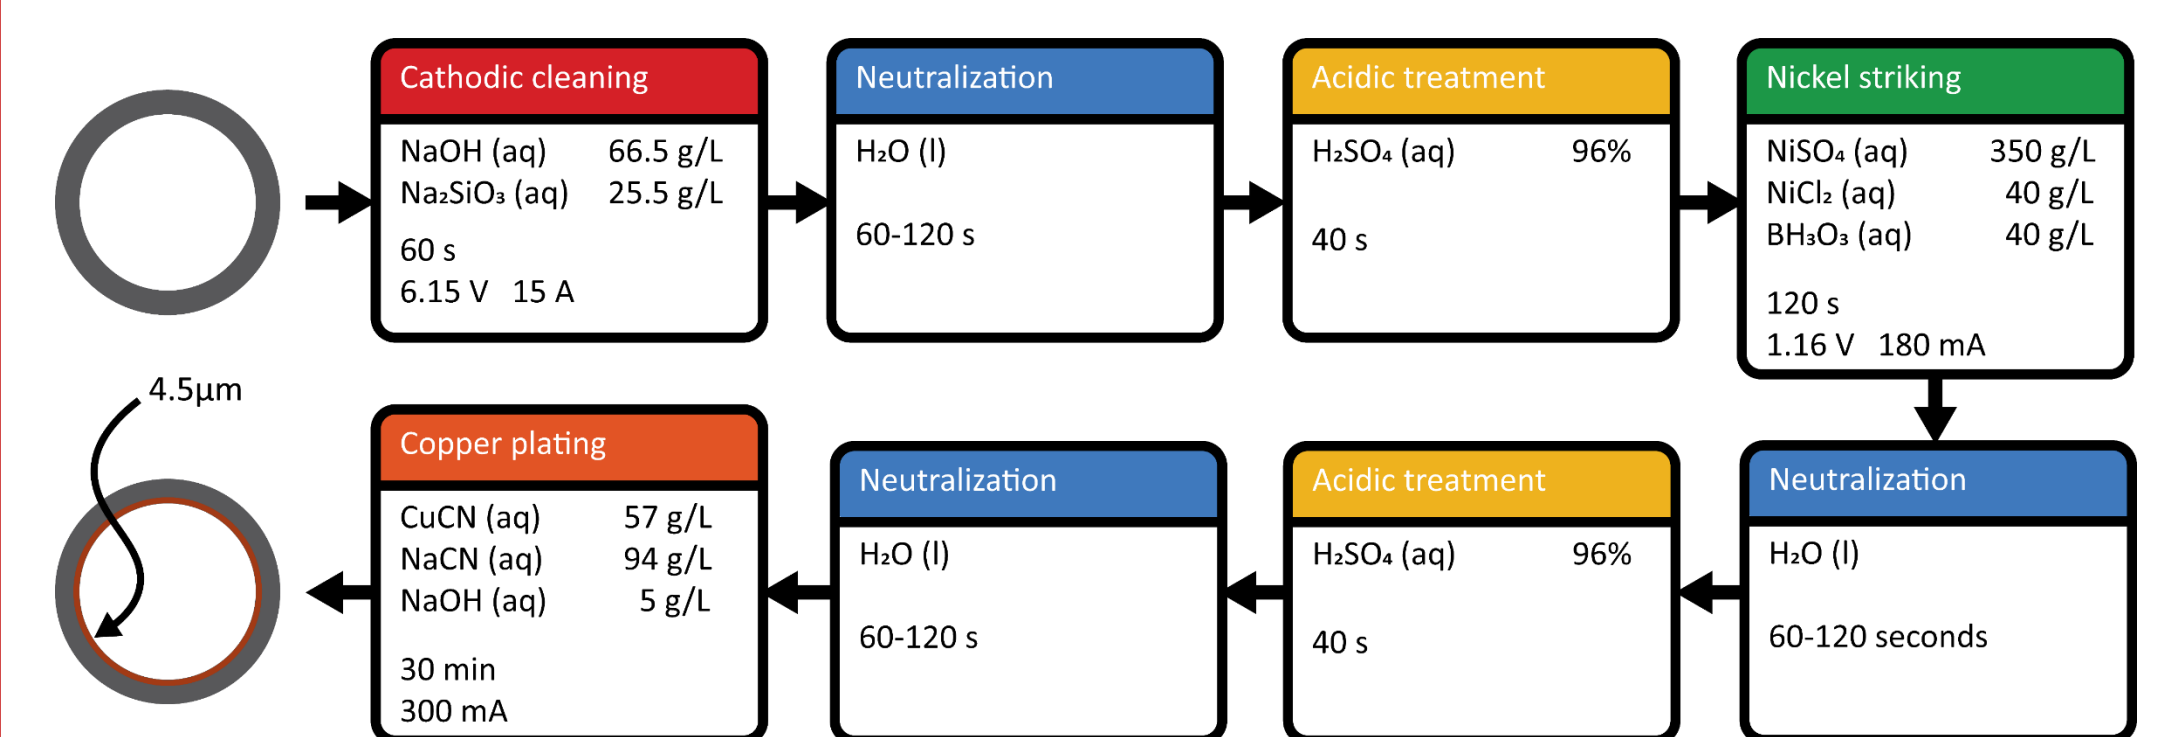 Cathodic cleaning
NaOH (aq) 66.5 g/L
Na₂SiO₃ (aq) 25.5 g/L
60 s
6.15 V 15 A
Neutralization
H₂O (l)
60-120 s
Acidic treatment
H₂SO₄ (aq) 96%
40 s
Nickel striking
NiSO₄ (aq) 350 g/L
NiCl₂ (aq) 40 g/L
BH₃O₃ (aq) 40 g/L
120 s
1.16 V 180 mA
Neutralization
H₂O (l)
60-120 seconds
Acidic treatment
H₂SO₄ (aq) 96%
40 s
Neutralization
H₂O (l)
60-120 s
Copper plating
CuCN (aq) 57 g/L
NaCN (aq) 94 g/L
NaOH (aq) 5 g/L
30 min
300 mA
4.5µm